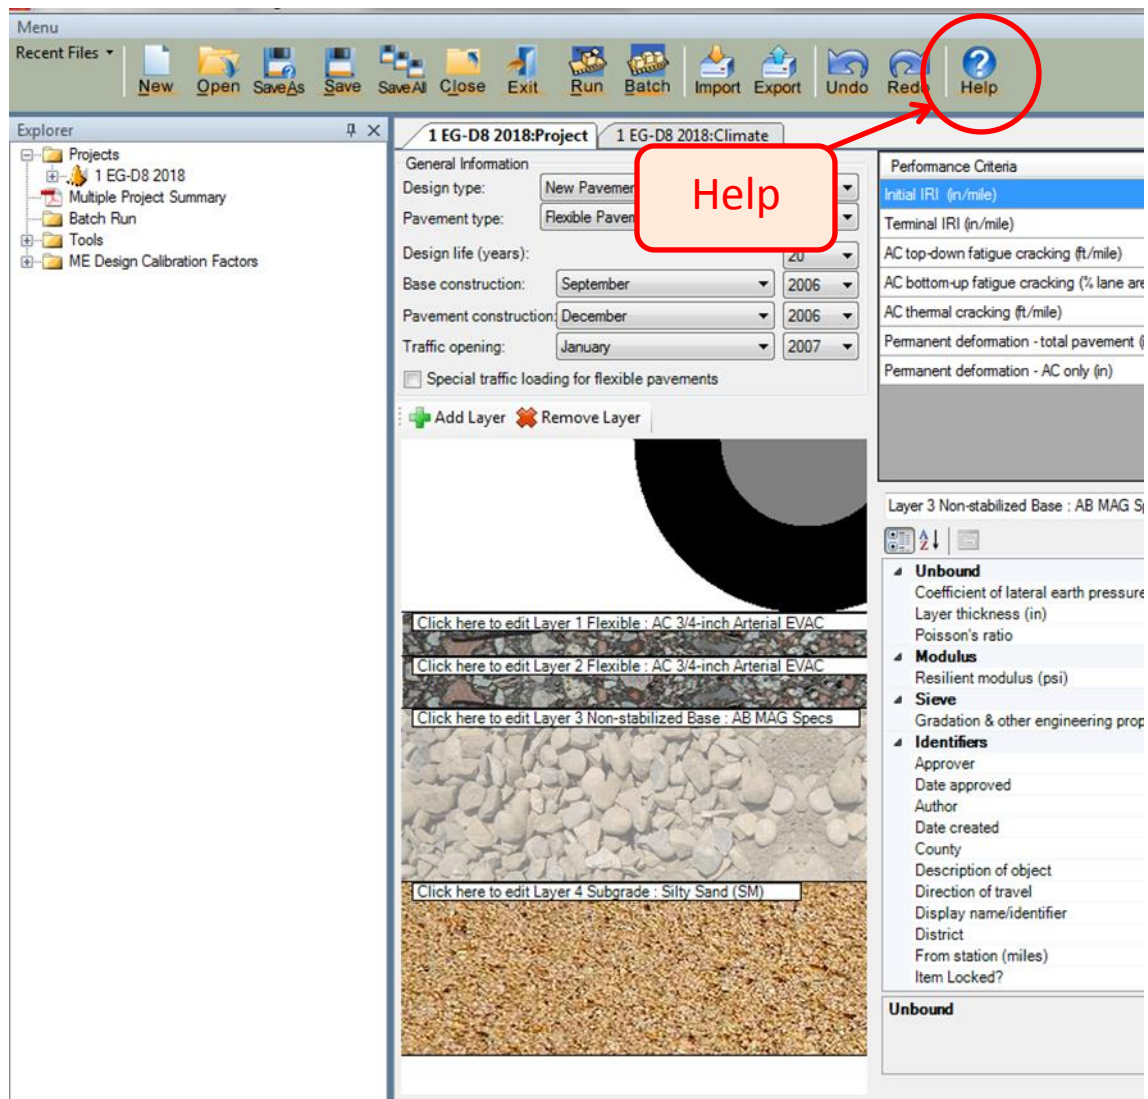 Menu
Recent Files
New Open SaveAs Save SaveAll Close Exit Run Batch Import Export Undo Redo Help
Explorer
Projects
1 EG-D8 2018
Multiple Project Summary
Batch Run
Tools
ME Design Calibration Factors
1 EG-D8 2018:Project 1 EG-D8 2018:Climate
Help
General Information
Design type: New Pavemen
Pavement type: Flexible Pavem
Design life (years): 20
Base construction: September 2006
Pavement construction: December 2006
Traffic opening: January 2007
Special traffic loading for flexible pavements
Add Layer Remove Layer
Click here to edit Layer 1 Flexible : AC 3/4-inch Arterial EVAC
Click here to edit Layer 2 Flexible : AC 3/4-inch Arterial EVAC
Click here to edit Layer 3 Non-stabilized Base : AB MAG Specs
Click here to edit Layer 4 Subgrade : Silty Sand (SM)
Performance Criteria
Initial IRI (in/mile)
Terminal IRI (in/mile)
AC top-down fatigue cracking (ft/mile)
AC bottom-up fatigue cracking (% lane are
AC thermal cracking (ft/mile)
Permanent deformation - total pavement (i
Permanent deformation - AC only (in)
Layer 3 Non-stabilized Base : AB MAG Sp
Unbound
Coefficient of lateral earth pressure
Layer thickness (in)
Poisson's ratio
Modulus
Resilient modulus (psi)
Sieve
Gradation & other engineering prop
Identifiers
Approver
Date approved
Author
Date created
County
Description of object
Direction of travel
Display name/identifier
District
From station (miles)
Item Locked?
Unbound